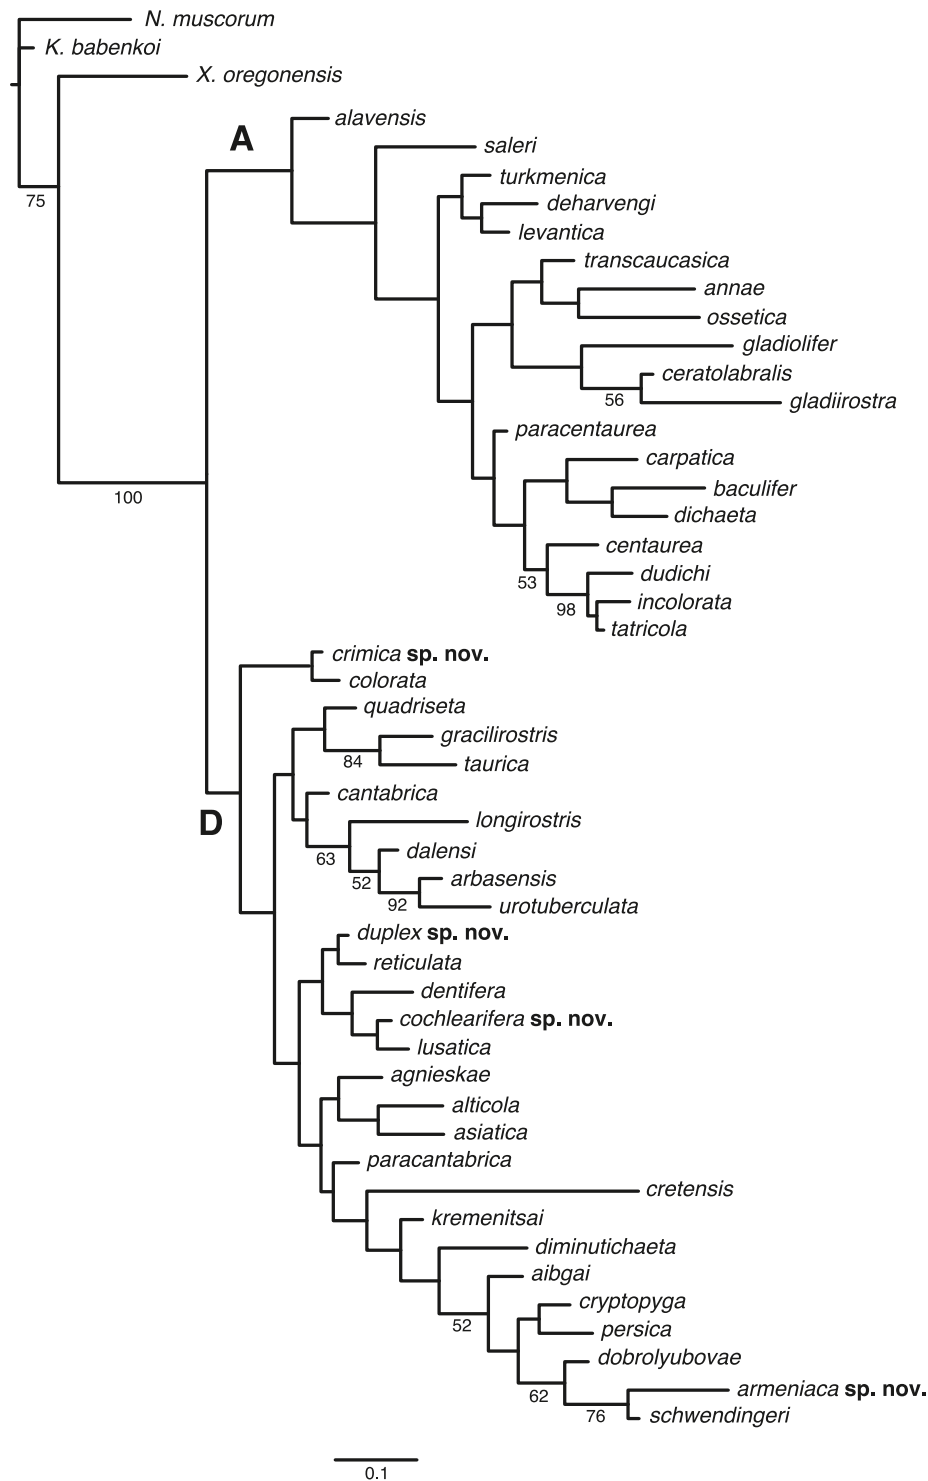 N. muscorum
K. babenkoi
X. oregonensis
alavensis
A
saleri
turkmenica
75
deharvengi
levantica
transcaucasica
annae
ossetica
gladiolifer
ceratolabralis
56
gladiirostra
paracentaurea
carpatica
baculifer
100
dichaeta
centaurea
dudichi
53
incolorata
98
tatricola
crimica sp. nov.
colorata
quadriseta
gracilirostris
84
taurica
cantabrica
longirostris
D
dalensi
63
arbasensis
52
92
urotuberculata
duplex sp. nov.
reticulata
dentifera
cochlearifera sp. nov.
lusatica
agnieskae
alticola
asiatica
paracantabrica
cretensis
kremenitsai
diminutichaeta
aibgai
cryptopyga
52
persica
dobrolyubovae
armeniaca sp. nov.
62
76
schwendingeri
0.1